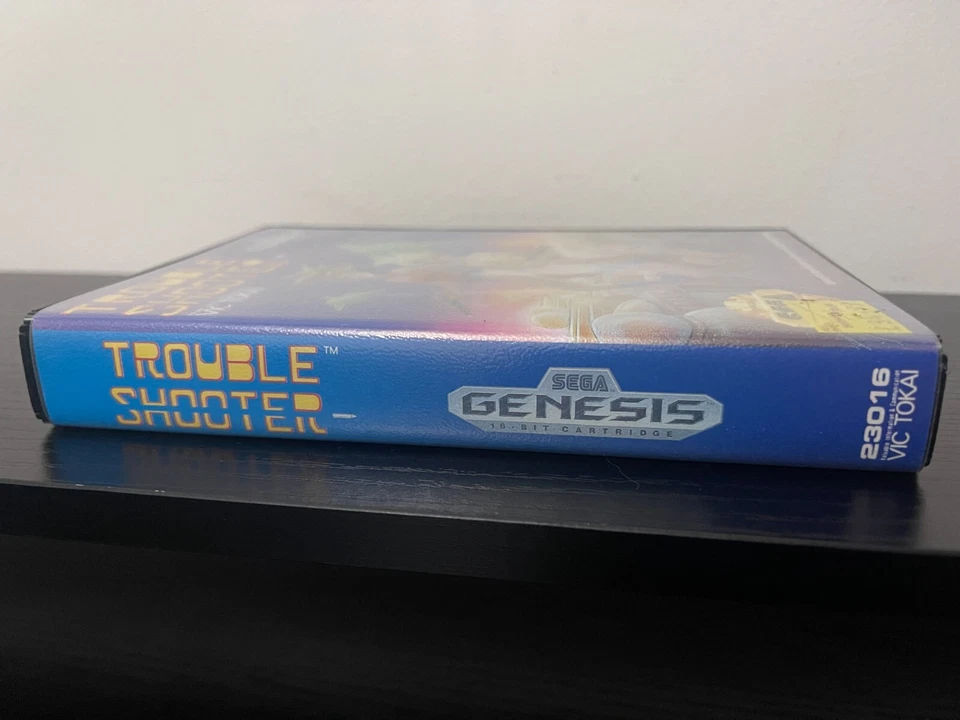 TROUBLE™
SHOOTER
SEGA
GENESIS
16-BIT CARTRIDGE
23016
VIC TOKAI